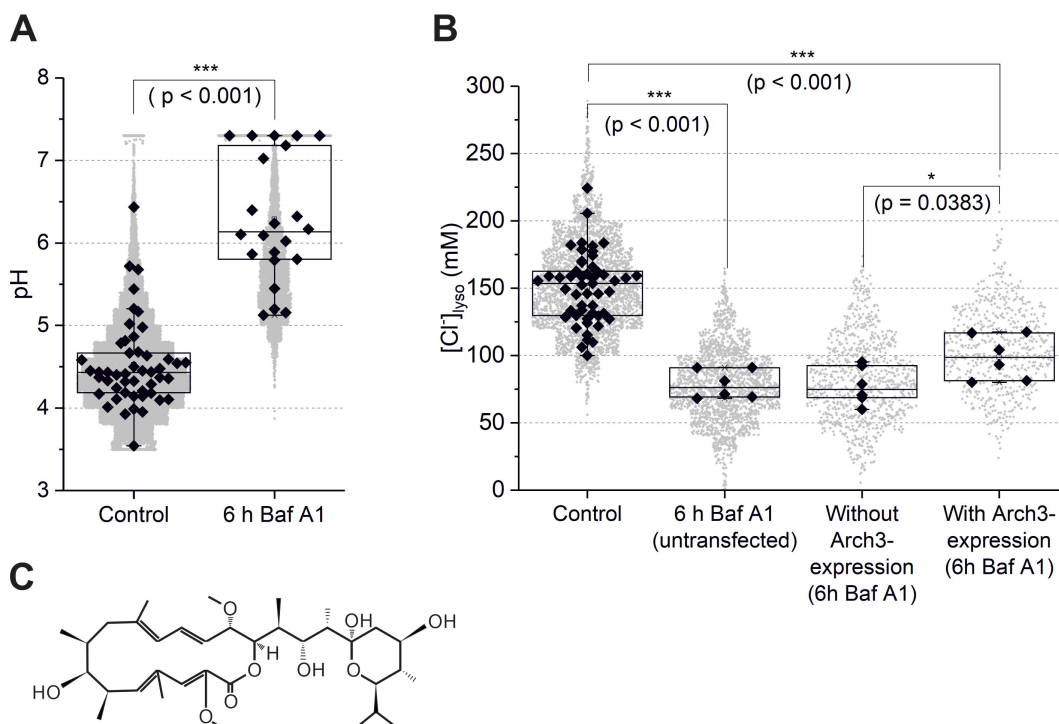 A
8
7
6
5
4
3
pH
***
( p < 0.001)
Control
6 h Baf A1
B
300
250
200
150
100
50
0
[Cl⁻]lyso (mM)
***
(p < 0.001)
***
(p < 0.001)
*
(p = 0.0383)
Control
6 h Baf A1
(untransfected)
Without
Arch3-
expression
(6h Baf A1)
With Arch3-
expression
(6h Baf A1)
C
O
OH
OH
H
OH
O
O
HO
O
O